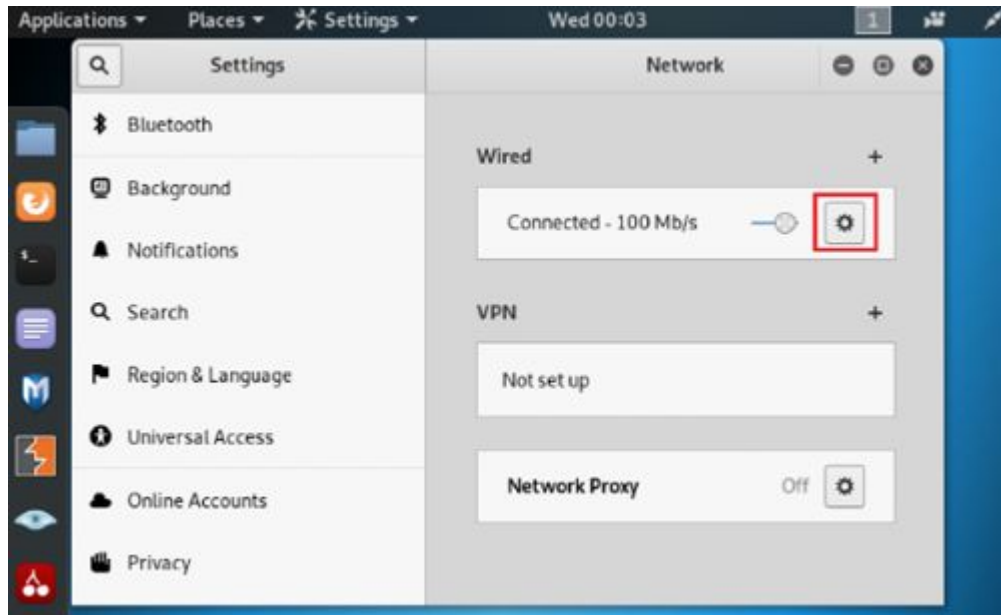 Applications Places Settings Wed 00:03 1
Settings Network
Bluetooth
Background
Notifications
Search
Region & Language
Universal Access
Online Accounts
Privacy
Wired +
Connected - 100 Mb/s
VPN +
Not set up
Network Proxy Off
$_